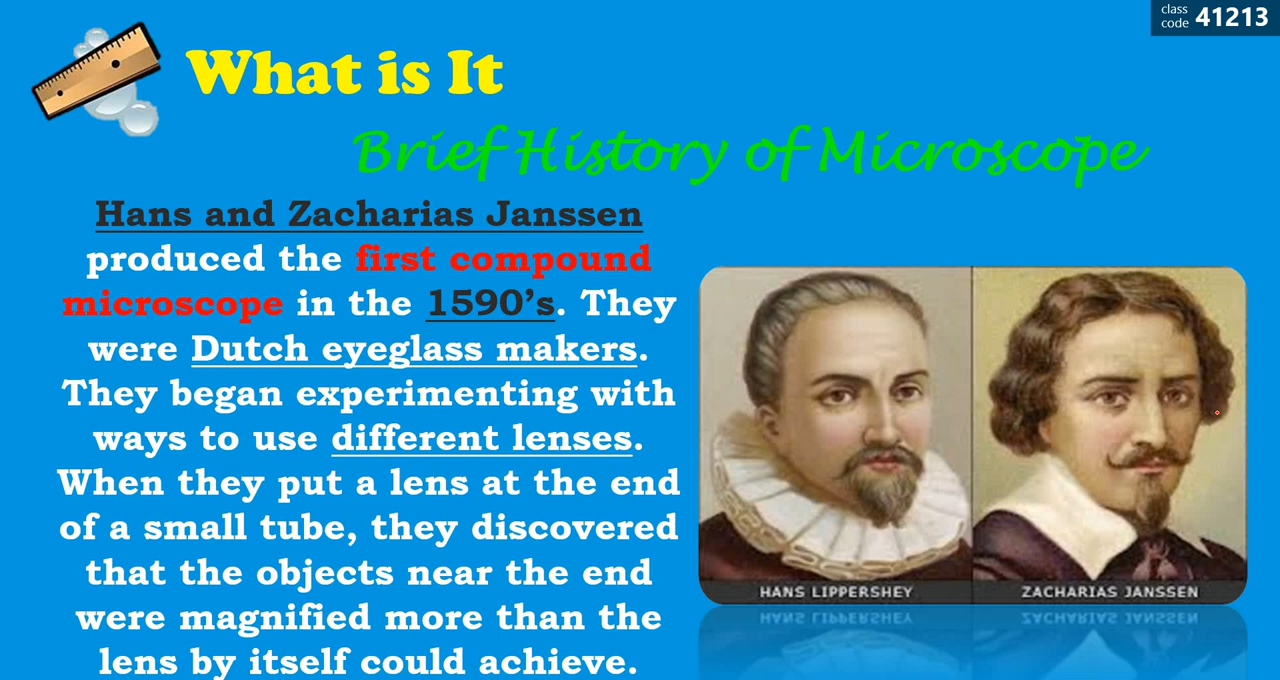 class
code 41213
What is It
Brief History of Microscope
Hans and Zacharias Janssen
produced the first compound
microscope in the 1590’s. They
were Dutch eyeglass makers.
They began experimenting with
ways to use different lenses.
When they put a lens at the end
of a small tube, they discovered
that the objects near the end
were magnified more than the
lens by itself could achieve.
HANS LIPPERSHEY
ZACHARIAS JANSSEN